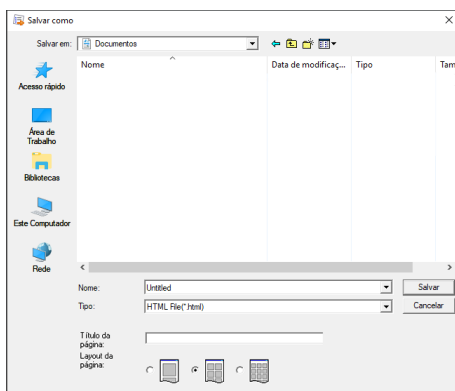 Salvar como
Salvar em:
Documentos
Nome
Data de modificaç...
Tipo
Tam
Acesso rápido
Área de
Trabalho
Bibliotecas
Este Computador
Rede
Nome:
Untitled
Salvar
Tipo:
HTML File(*.html)
Cancelar
Título da
página:
Layout da
página: